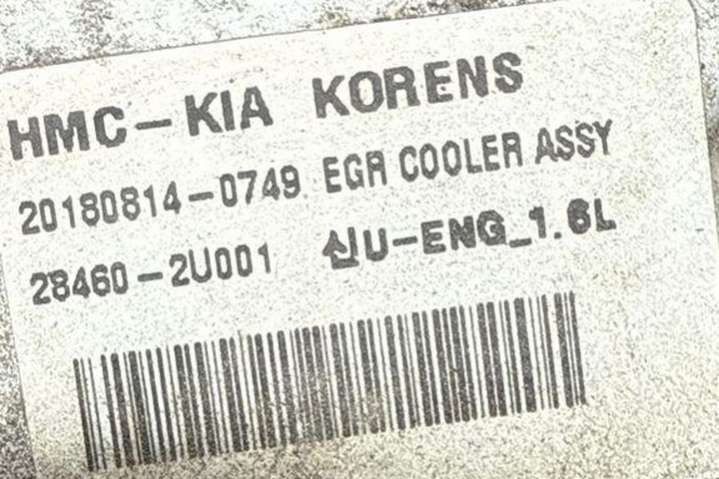 HMC-KIA KORENS
20180814-0749 EGR COOLER ASSY
28460-2U001 신U-ENG_1.6L